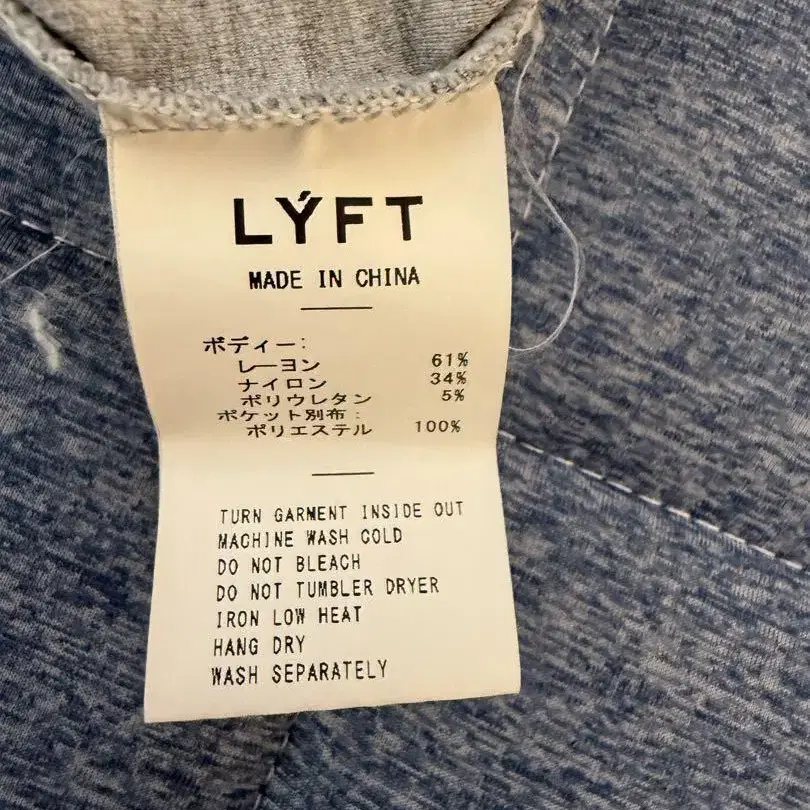 LÝFT
MADE IN CHINA
ボディー:
レーヨン 61%
ナイロン 34%
ポリウレタン 5%
ポケット別布:
ポリエステル 100%
TURN GARMENT INSIDE OUT
MACHINE WASH COLD
DO NOT BLEACH
DO NOT TUMBLER DRYER
IRON LOW HEAT
HANG DRY
WASH SEPARATELY